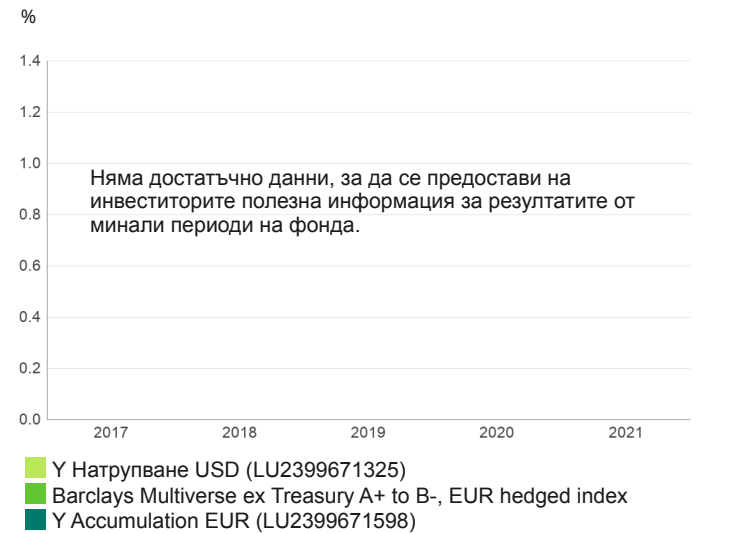 %
1.4
1.2
1.0
Няма достатъчно данни, за да се предостави на
инвеститорите полезна информация за резултатите от
минали периоди на фонда.
0.8
0.6
0.4
0.2
0.0
2017 2018 2019 2020 2021
Y Натрупване USD (LU2399671325)
Barclays Multiverse ex Treasury A+ to B-, EUR hedged index
Y Accumulation EUR (LU2399671598)